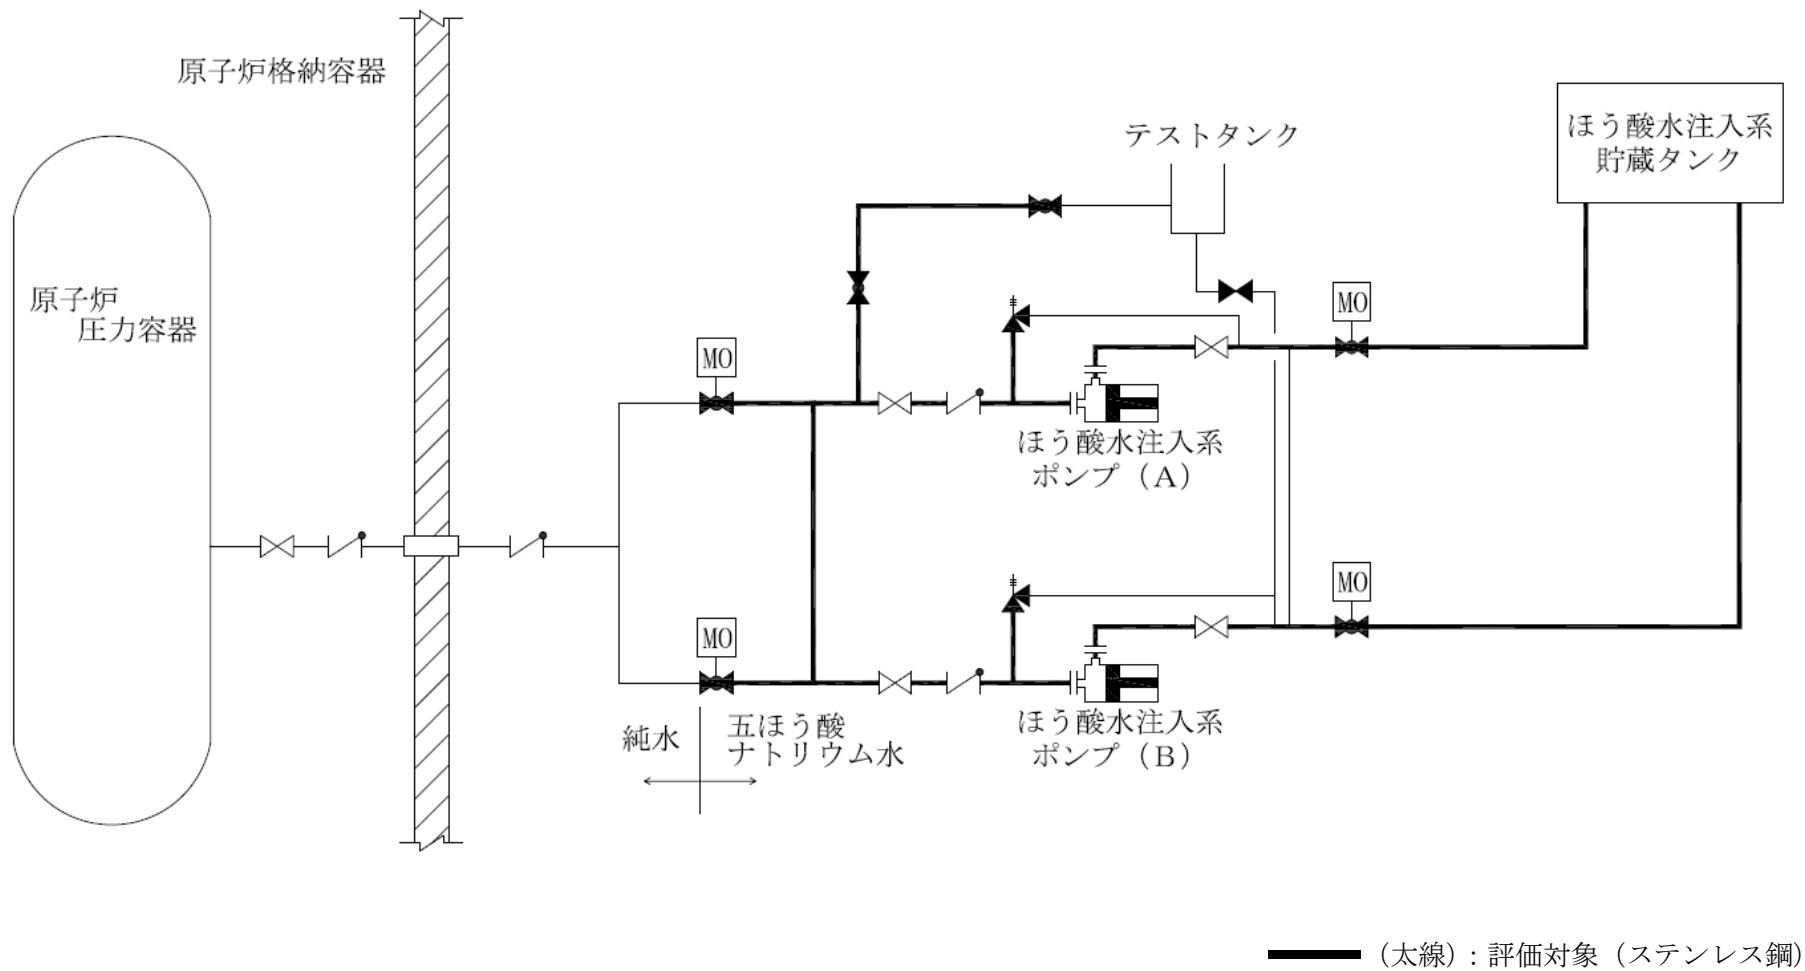 原子炉格納容器
ほう酸水注入系
貯蔵タンク
テストタンク
原子炉
圧力容器
MO
MO
ほう酸水注入系
ポンプ（A）
MO
MO
ほう酸水注入系
ポンプ（B）
純水
五ほう酸
ナトリウム水
（太線）：評価対象（ステンレス鋼）